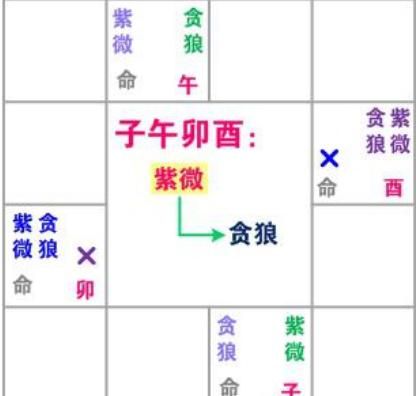 紫微 贪狼
命 午
子午卯酉：
紫微
贪狼
贪狼 紫微
× 命 酉
紫微 贪狼 ×
命 卯
贪狼 紫微
命 子